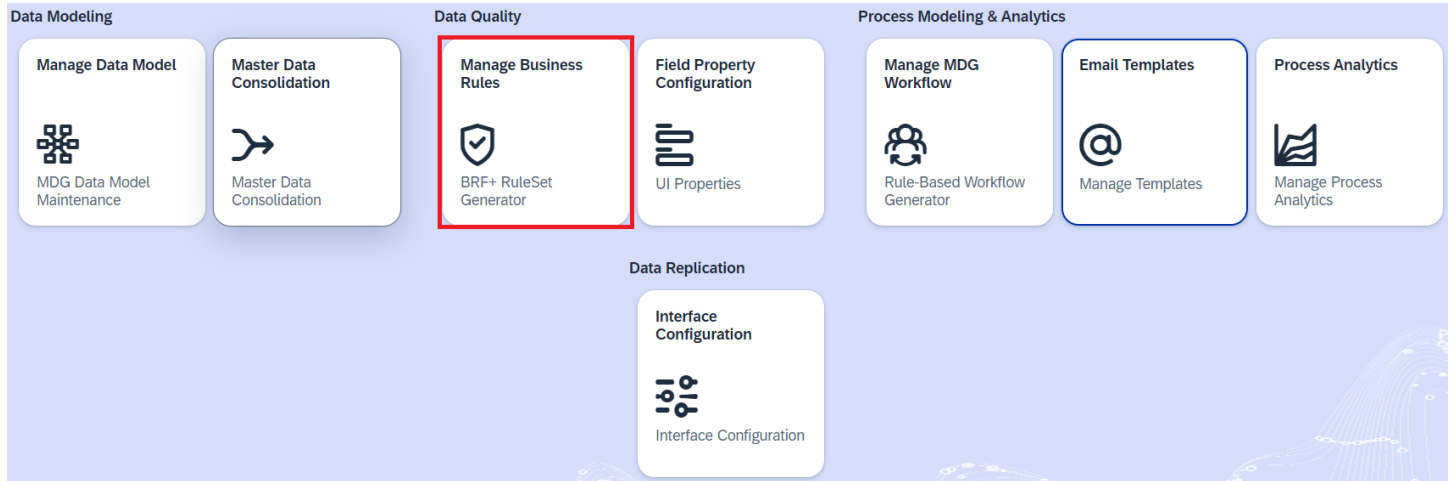 Data Modeling
Data Quality
Process Modeling & Analytics
Manage Data Model
MDG Data Model
Maintenance
Master Data
Consolidation
Master Data
Consolidation
Manage Business
Rules
BRF+ RuleSet
Generator
Field Property
Configuration
UI Properties
Manage MDG
Workflow
Rule-Based Workflow
Generator
Email Templates
Manage Templates
Process Analytics
Manage Process
Analytics
Data Replication
Interface
Configuration
Interface Configuration